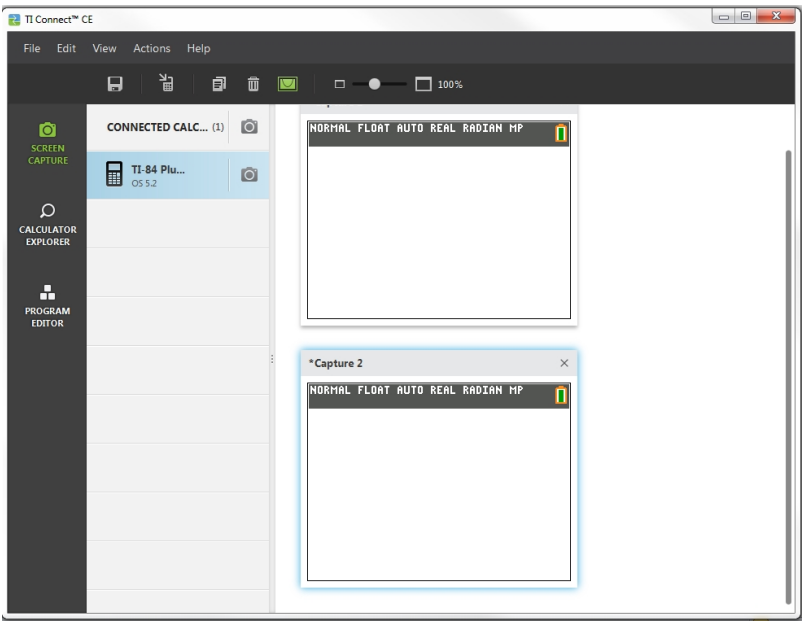 TI Connect™ CE
File Edit View Actions Help
100%
SCREEN
CAPTURE
CALCULATOR
EXPLORER
PROGRAM
EDITOR
CONNECTED CALC... (1)
TI-84 Plu...
OS 5.2
NORMAL FLOAT AUTO REAL RADIAN MP
*Capture 2
NORMAL FLOAT AUTO REAL RADIAN MP